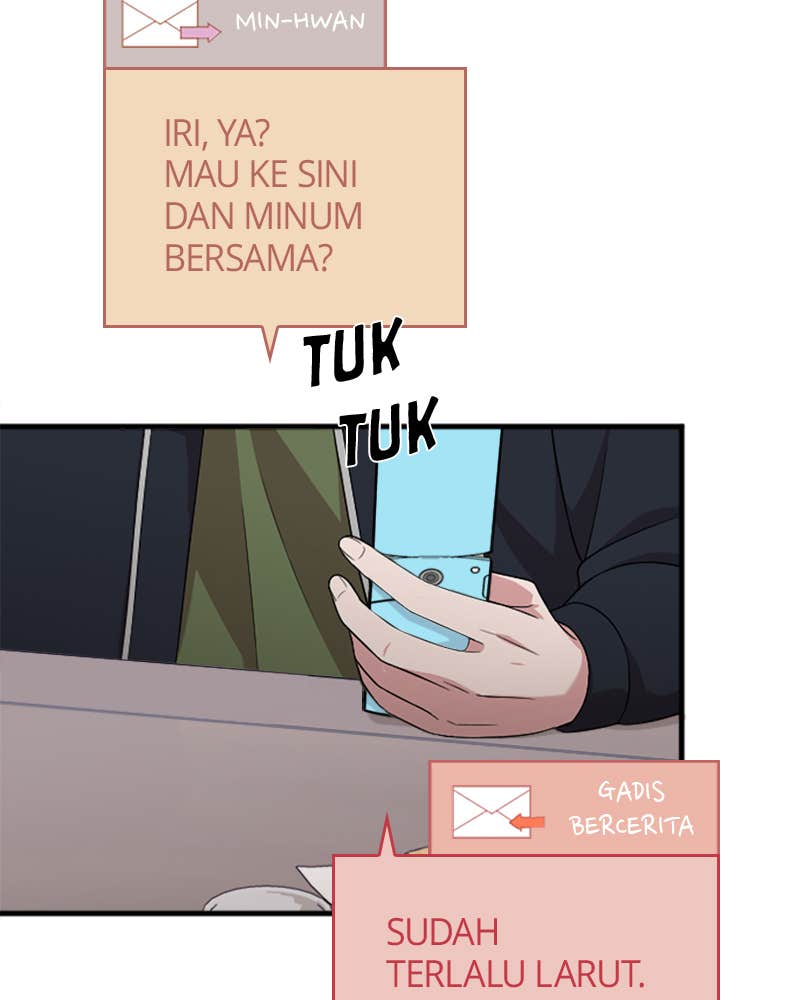 MIN-HWAN
IRI, YA?
MAU KE SINI
DAN MINUM
BERSAMA?
TUK
TUK
GADIS
BERCERITA
SUDAH
TERLALU LARUT.